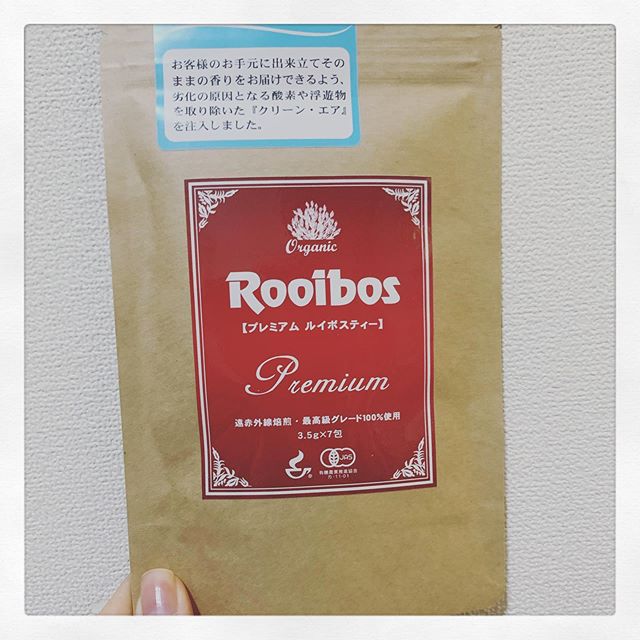 お客様のお手元に出来立てその
ままの香りをお届けできるよう、
劣化の原因となる酸素や浮遊物
を取り除いた『クリーン・エア』
を注入しました。
Organic
Rooibos
【プレミアム ルイボスティー】
Premium
遠赤外線焙煎・最高級グレード100%使用
3.5g×7包
JAS